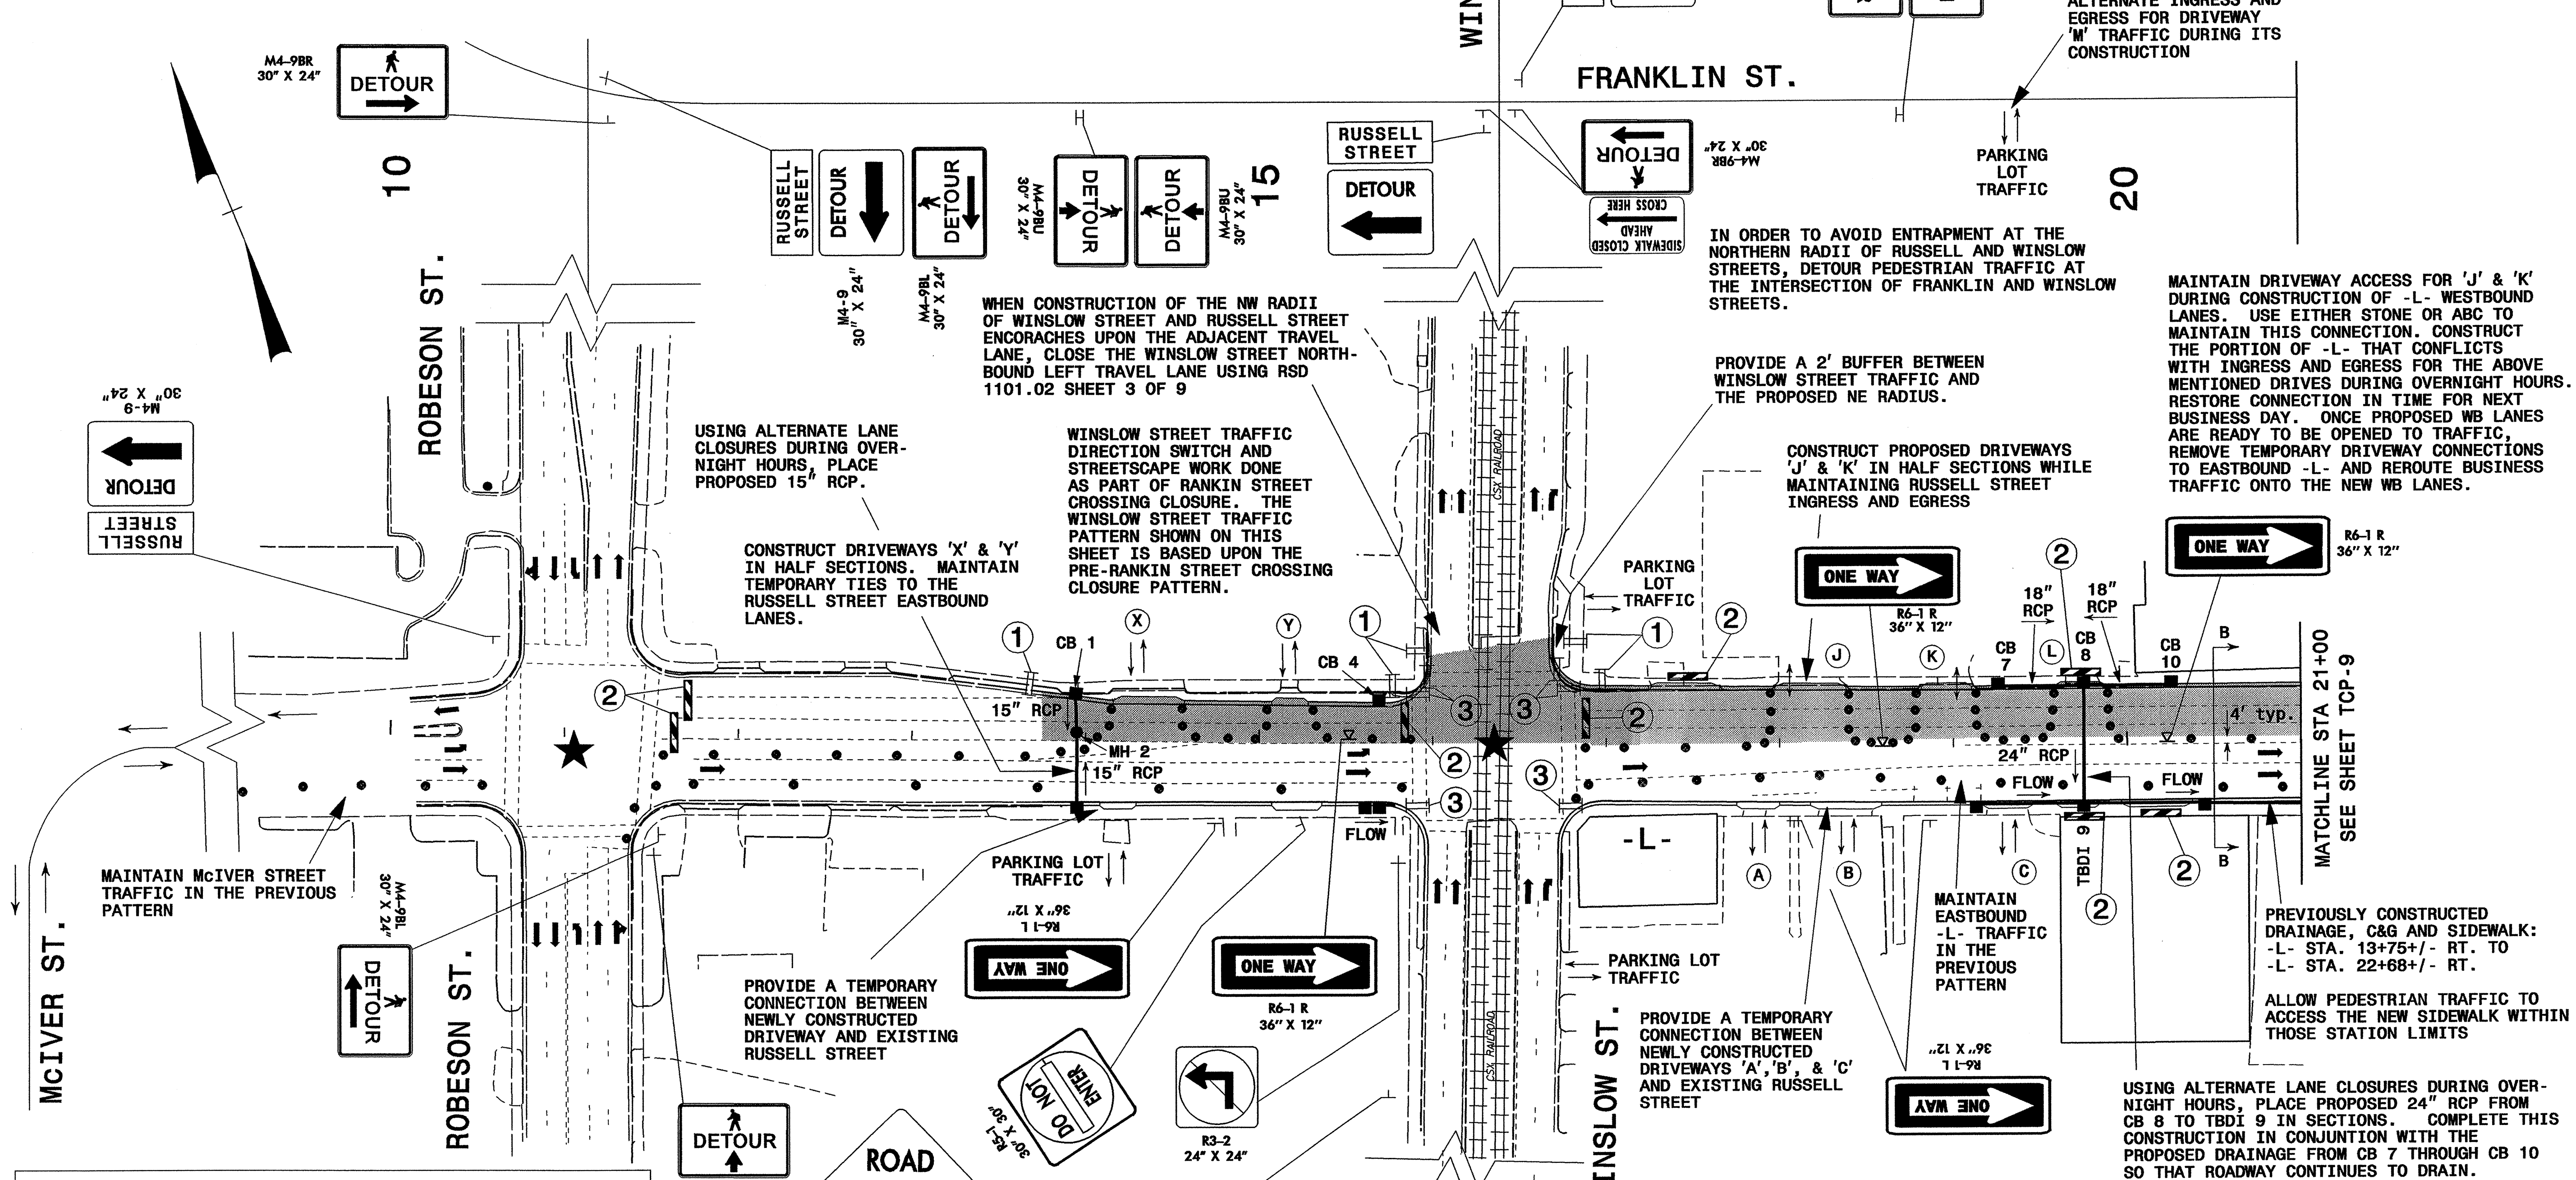 ALTERNATE INGRESS AND
EGRESS FOR DRIVEWAY
'M' TRAFFIC DURING ITS
CONSTRUCTION
FRANKLIN ST.
M4-9BR
30" X 24"
DETOUR
10
RUSSELL
STREET
DETOUR
M4-9
30" X 24"
DETOUR
M4-9BL
30" X 24"
M4-9BU
30" X 24"
DETOUR
DETOUR
M4-9BU
30" X 24"
15
RUSSELL
STREET
DETOUR
DETOUR
M4-9BR
30" X 24"
SIDEWALK CLOSED
AHEAD
CROSS HERE
PARKING
LOT
TRAFFIC
20
ROBESON ST.
IN ORDER TO AVOID ENTRAPMENT AT THE
NORTHERN RADII OF RUSSELL AND WINSLOW
STREETS, DETOUR PEDESTRIAN TRAFFIC AT
THE INTERSECTION OF FRANKLIN AND WINSLOW
STREETS.
MAINTAIN DRIVEWAY ACCESS FOR 'J' & 'K'
DURING CONSTRUCTION OF -L- WESTBOUND
LANES. USE EITHER STONE OR ABC TO
MAINTAIN THIS CONNECTION. CONSTRUCT
THE PORTION OF -L- THAT CONFLICTS
WITH INGRESS AND EGRESS FOR THE ABOVE
MENTIONED DRIVES DURING OVERNIGHT HOURS.
RESTORE CONNECTION IN TIME FOR NEXT
BUSINESS DAY. ONCE PROPOSED WB LANES
ARE READY TO BE OPENED TO TRAFFIC,
REMOVE TEMPORARY DRIVEWAY CONNECTIONS
TO EASTBOUND -L- AND REROUTE BUSINESS
TRAFFIC ONTO THE NEW WB LANES.
WHEN CONSTRUCTION OF THE NW RADII
OF WINSLOW STREET AND RUSSELL STREET
ENCORACHES UPON THE ADJACENT TRAVEL
LANE, CLOSE THE WINSLOW STREET NORTH-
BOUND LEFT TRAVEL LANE USING RSD
1101.02 SHEET 3 OF 9
PROVIDE A 2' BUFFER BETWEEN
WINSLOW STREET TRAFFIC AND
THE PROPOSED NE RADIUS.
M4-9
30" X 24"
DETOUR
RUSSELL
STREET
USING ALTERNATE LANE
CLOSURES DURING OVER-
NIGHT HOURS, PLACE
PROPOSED 15" RCP.
WINSLOW STREET TRAFFIC
DIRECTION SWITCH AND
STREETSCAPE WORK DONE
AS PART OF RANKIN STREET
CROSSING CLOSURE. THE
WINSLOW STREET TRAFFIC
PATTERN SHOWN ON THIS
SHEET IS BASED UPON THE
PRE-RANKIN STREET CROSSING
CLOSURE PATTERN.
CSX RAILROAD
CONSTRUCT PROPOSED DRIVEWAYS
'J' & 'K' IN HALF SECTIONS WHILE
MAINTAINING RUSSELL STREET
INGRESS AND EGRESS
CONSTRUCT DRIVEWAYS 'X' & 'Y'
IN HALF SECTIONS. MAINTAIN
TEMPORARY TIES TO THE
RUSSELL STREET EASTBOUND
LANES.
PARKING
LOT
TRAFFIC
ONE WAY
R6-1 R
36" X 12"
ONE WAY
R6-1 R
36" X 12"
2
18"
RCP
18"
RCP
1
CB 1
X
Y
1
CB 4
1
2
J
K
CB
7
L
CB
8
CB
10
B
2
15" RCP
MH-2
15" RCP
3
3
2
2
4' typ.
24" RCP
FLOW
FLOW
3
3
FLOW
MATCHLINE STA 21+00
SEE SHEET TCP-9
MAINTAIN McIVER STREET
TRAFFIC IN THE PREVIOUS
PATTERN
M4-9BL
30" X 24"
DETOUR
PARKING LOT
TRAFFIC
-L-
A
B
C
TBDI 9
2
2
B
McIVER ST.
ROBESON ST.
R6-1 L
36" X 12"
ONE WAY
ONE WAY
R6-1 R
36" X 12"
PARKING LOT
TRAFFIC
MAINTAIN
EASTBOUND
-L- TRAFFIC
IN THE
PREVIOUS
PATTERN
PREVIOUSLY CONSTRUCTED
DRAINAGE, C&G AND SIDEWALK:
-L- STA. 13+75+/- RT. TO
-L- STA. 22+68+/- RT.
ALLOW PEDESTRIAN TRAFFIC TO
ACCESS THE NEW SIDEWALK WITHIN
THOSE STATION LIMITS
PROVIDE A TEMPORARY
CONNECTION BETWEEN
NEWLY CONSTRUCTED
DRIVEWAY AND EXISTING
RUSSELL STREET
PROVIDE A TEMPORARY
CONNECTION BETWEEN
NEWLY CONSTRUCTED
DRIVEWAYS 'A','B', & 'C'
AND EXISTING RUSSELL
STREET
CSX RAILROAD
R6-1 L
36" X 12"
ONE WAY
USING ALTERNATE LANE CLOSURES DURING OVER-
NIGHT HOURS, PLACE PROPOSED 24" RCP FROM
CB 8 TO TBDI 9 IN SECTIONS. COMPLETE THIS
CONSTRUCTION IN CONJUNTION WITH THE
PROPOSED DRAINAGE FROM CB 7 THROUGH CB 10
SO THAT ROADWAY CONTINUES TO DRAIN.
DETOUR
ROAD
DO NOT
ENTER
R5-1
30" X 30"
R3-2
24" X 24"
INSLOW ST.
WIN